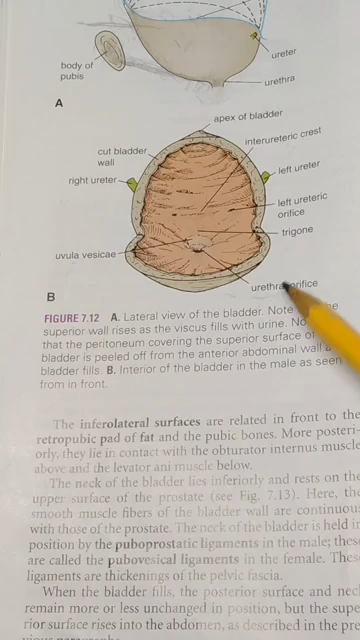 ureter
body of
pubis
urethra
A
apex of bladder
interureteric crest
cut bladder
wall
right ureter
left ureter
left ureteric
orifice
trigone
uvula vesicae
urethral orifice
B
FIGURE 7.12 A. Lateral view of the bladder. Note the
superior wall rises as the viscus fills with urine.
that the peritoneum covering the superior surface of
bladder is peeled off from the anterior abdominal wall
bladder fills. B. Interior of the bladder in the male as seen
from in front.
The inferolateral surfaces are related in front to the
retropubic pad of fat and the pubic bones. More posteri-
orly, they lie in contact with the obturator internus muscle
above and the levator ani muscle below.
The neck of the bladder lies inferiorly and rests on the
upper surface of the prostate (see Fig. 7.13). Here, the
smooth muscle fibers of the bladder wall are continuous
with those of the prostate. The neck of the bladder is held in
position by the puboprostatic ligaments in the male; these
are called the pubovesical ligaments in the female. These
ligaments are thickenings of the pelvic fascia.
When the bladder fills, the posterior surface and neck
remain more or less unchanged in position, but the supe
rior surface rises into the abdomen, as described in the pre
vious paragraphs.